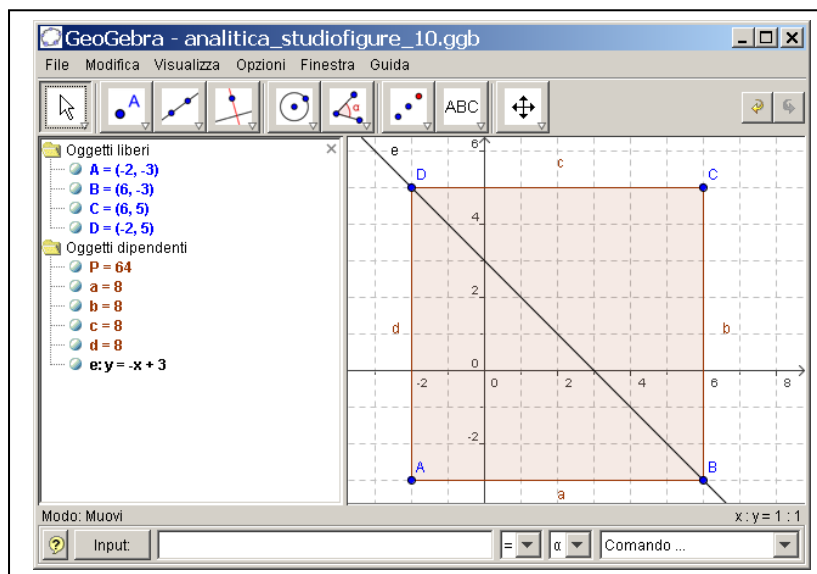 GeoGebra - analitica_studiofigure_10.ggb
File Modifica Visualizza Opzioni Finestra Guida
A α ABC
Oggetti liberi
A = (-2, -3)
B = (6, -3)
C = (6, 5)
D = (-2, 5)
Oggetti dipendenti
P = 64
a = 8
b = 8
c = 8
d = 8
e: y = -x + 3
e 6 c
D C
4
2
d b
0
-2 0 2 4 6 8
-2
A B
a
Modo: Muovi x : y = 1 : 1
? Input: = α Comando ...